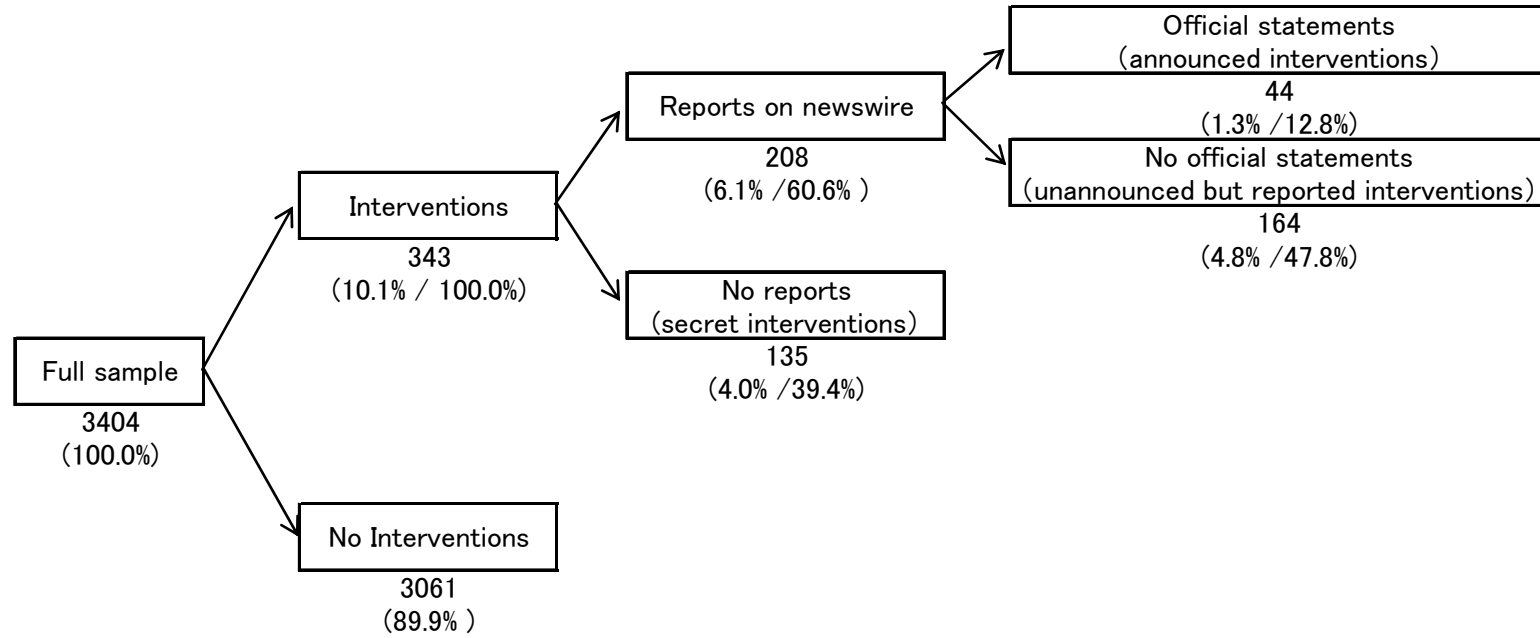 Official statements
(announced interventions)
44
(1.3% /12.8%)
Reports on newswire
208
(6.1% /60.6% )
No official statements
(unannounced but reported interventions)
164
(4.8% /47.8%)
Interventions
343
(10.1% / 100.0%)
No reports
(secret interventions)
135
(4.0% /39.4%)
Full sample
3404
(100.0%)
No Interventions
3061
(89.9% )